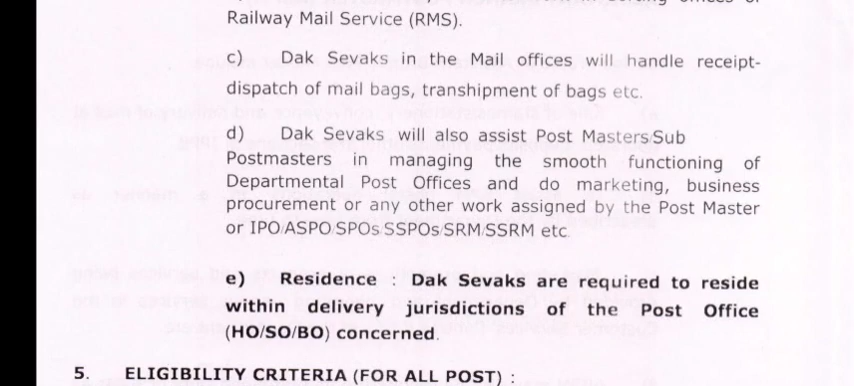 Railway Mail Service (RMS).
c) Dak Sevaks in the Mail offices will handle receipt-
dispatch of mail bags, transhipment of bags etc.
d) Dak Sevaks will also assist Post Masters/Sub
Postmasters in managing the smooth functioning of
Departmental Post Offices and do marketing, business
procurement or any other work assigned by the Post Master
or IPO/ASPO/SPOs/SSPOs/SRM/SSRM etc.
e) Residence : Dak Sevaks are required to reside
within delivery jurisdictions of the Post Office
(HO/SO/BO) concerned.
5. ELIGIBILITY CRITERIA (FOR ALL POST) :